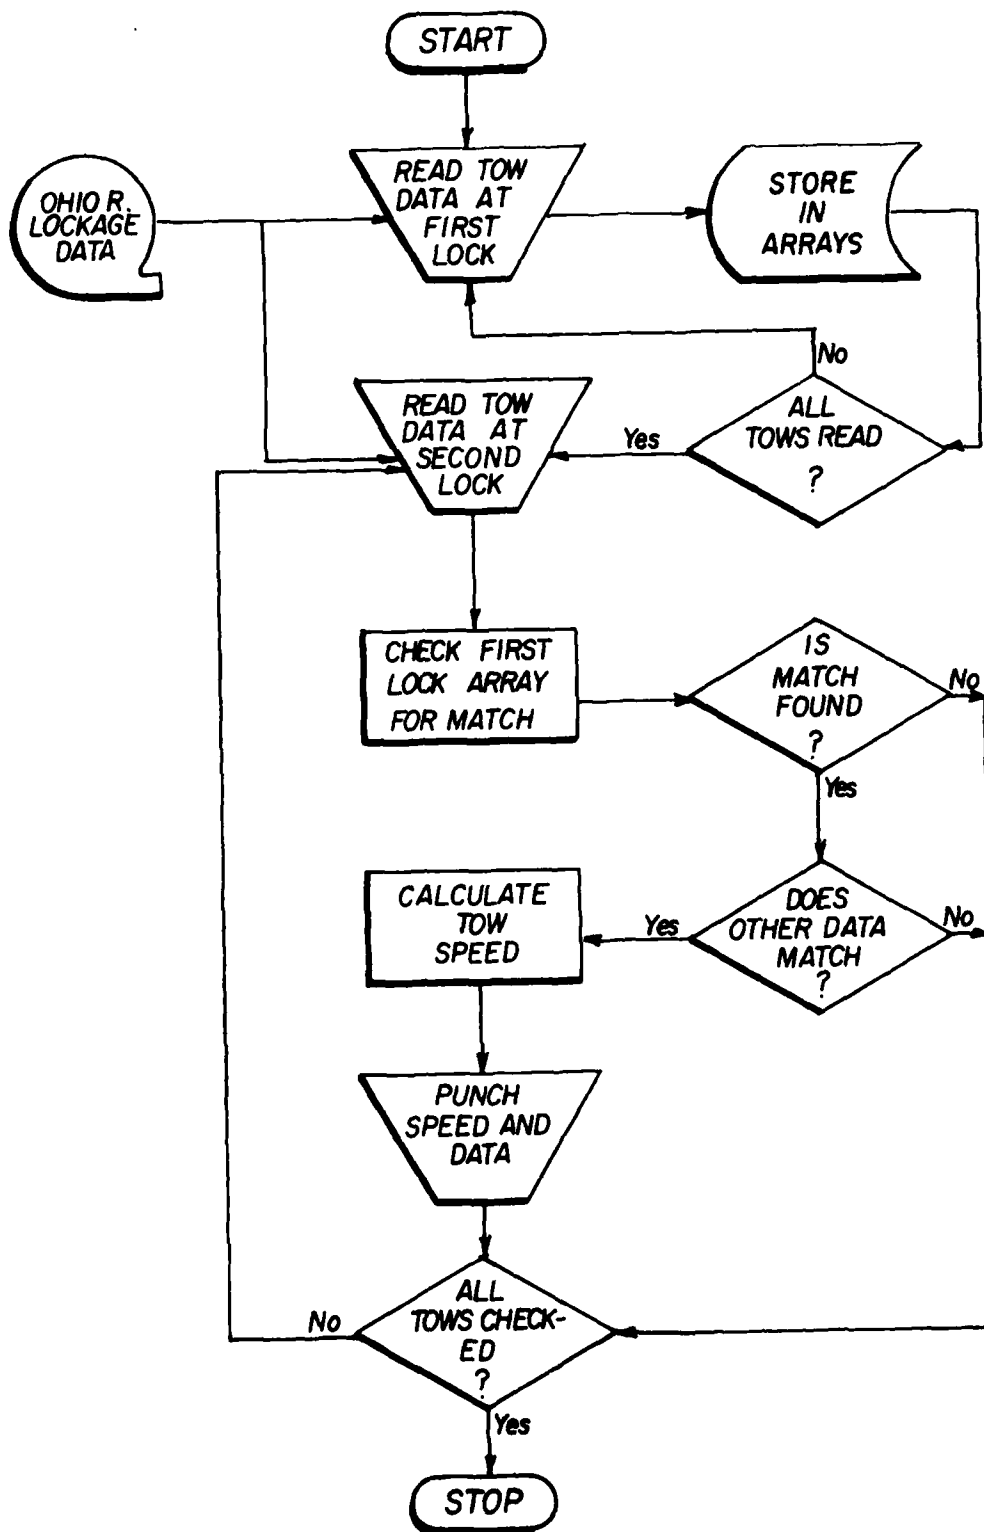 START
OHIO R.
LOCKAGE
DATA
READ TOW
DATA AT
FIRST
LOCK
STORE
IN
ARRAYS
No
READ TOW
DATA AT
SECOND
LOCK
Yes
ALL
TOWS READ
?
CHECK FIRST
LOCK ARRAY
FOR MATCH
IS
MATCH
FOUND
?
No
Yes
CALCULATE
TOW
SPEED
Yes
DOES
OTHER DATA
MATCH
?
No
PUNCH
SPEED AND
DATA
No
ALL
TOWS CHECK-
ED
?
Yes
STOP